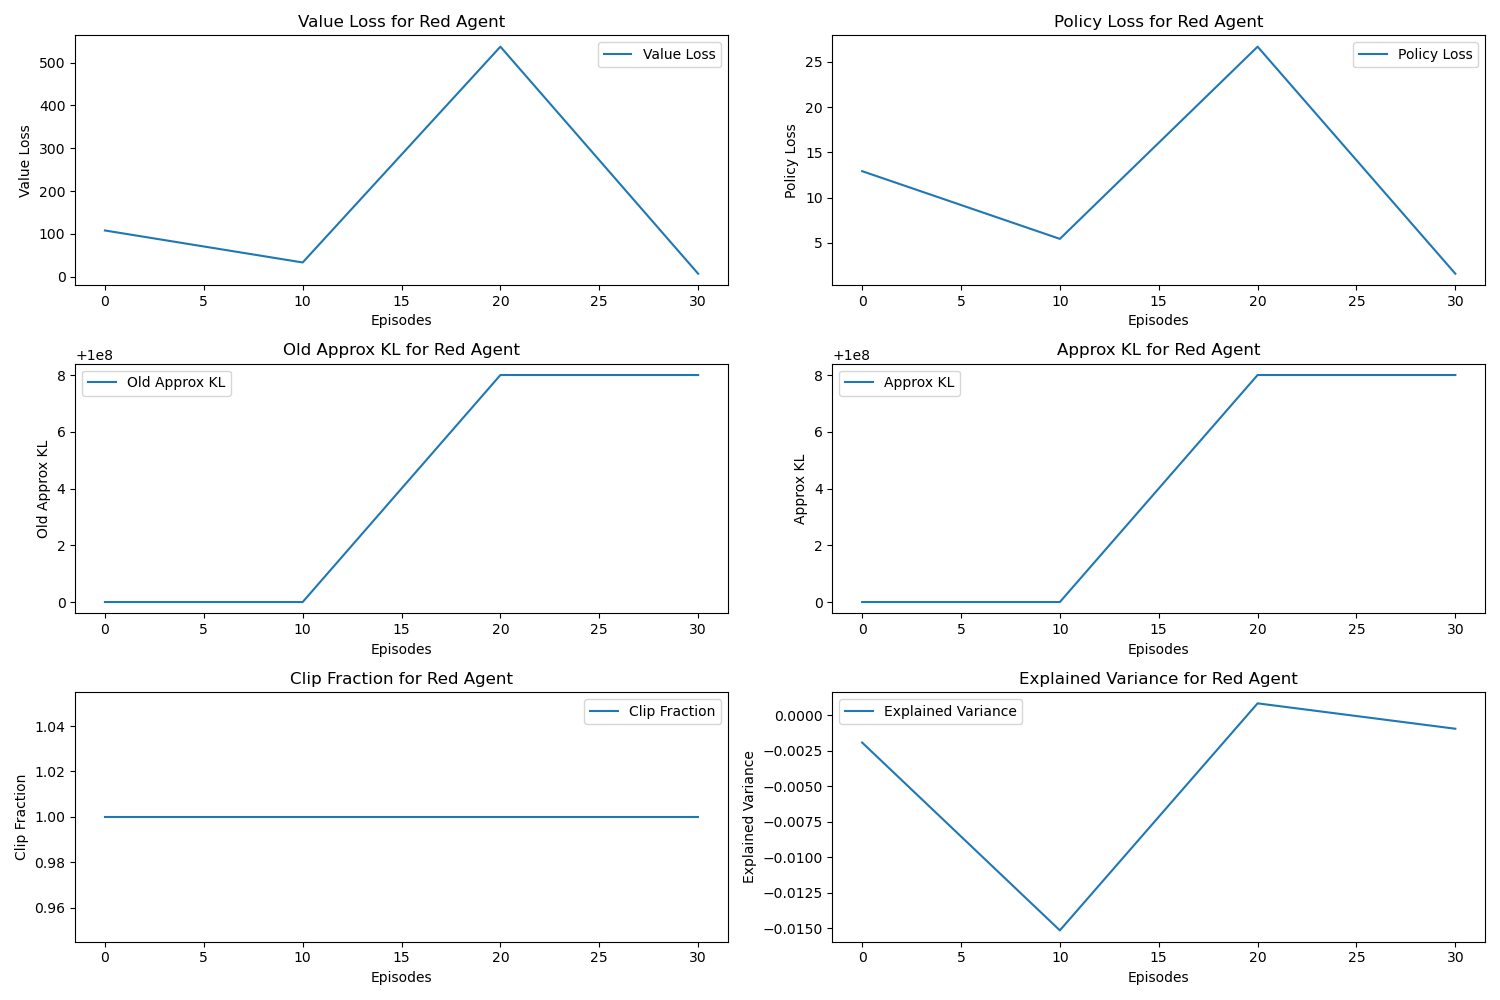 Value Loss for Red Agent
Value Loss
500
400
300
200
100
0
Value Loss
0 5 10 15 20 25 30
Episodes
Policy Loss for Red Agent
Policy Loss
25
20
15
10
5
Policy Loss
0 5 10 15 20 25 30
Episodes
Old Approx KL for Red Agent
+1e8
Old Approx KL
8
6
4
2
0
Old Approx KL
0 5 10 15 20 25 30
Episodes
Approx KL for Red Agent
+1e8
Approx KL
8
6
4
2
0
Approx KL
0 5 10 15 20 25 30
Episodes
Clip Fraction for Red Agent
Clip Fraction
1.04
1.02
1.00
0.98
0.96
Clip Fraction
0 5 10 15 20 25 30
Episodes
Explained Variance for Red Agent
Explained Variance
0.0000
−0.0025
−0.0050
−0.0075
−0.0100
−0.0125
−0.0150
Explained Variance
0 5 10 15 20 25 30
Episodes